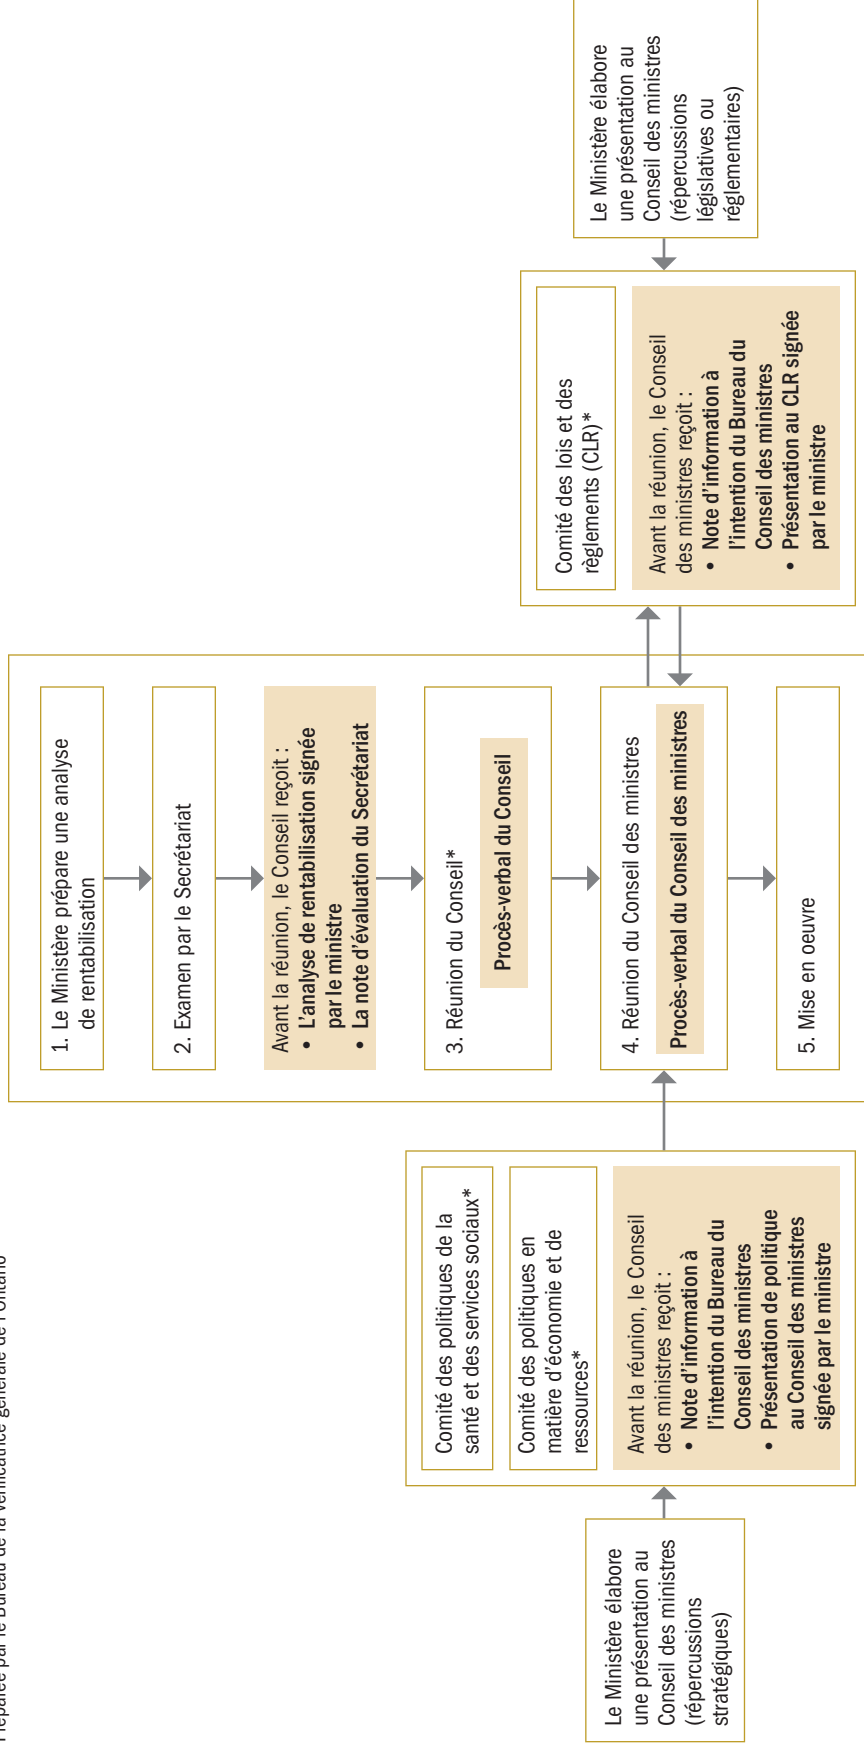 Préparée par le Bureau de la vérificatrice générale de l'Ontario
Le Ministère élabore
une présentation au
Conseil des ministres
(répercussions
stratégiques)
Comité des politiques de la
santé et des services sociaux*
Comité des politiques en
matière d'économie et de
ressources*
Avant la réunion, le Conseil
des ministres reçoit :
• Note d'information à
l'intention du Bureau du
Conseil des ministres
• Présentation de politique
au Conseil des ministres
signée par le ministre
1. Le Ministère prépare une analyse
de rentabilisation
2. Examen par le Secrétariat
Avant la réunion, le Conseil reçoit :
• L'analyse de rentabilisation signée
par le ministre
• La note d'évaluation du Secrétariat
3. Réunion du Conseil*
Procès-verbal du Conseil
4. Réunion du Conseil des ministres
Procès-verbal du Conseil des ministres
5. Mise en oeuvre
Comité des lois et des
règlements (CLR)*
Avant la réunion, le Conseil
des ministres reçoit :
• Note d'information à
l'intention du Bureau du
Conseil des ministres
• Présentation au CLR signée
par le ministre
Le Ministère élabore
une présentation au
Conseil des ministres
(répercussions
législatives ou
réglementaires)